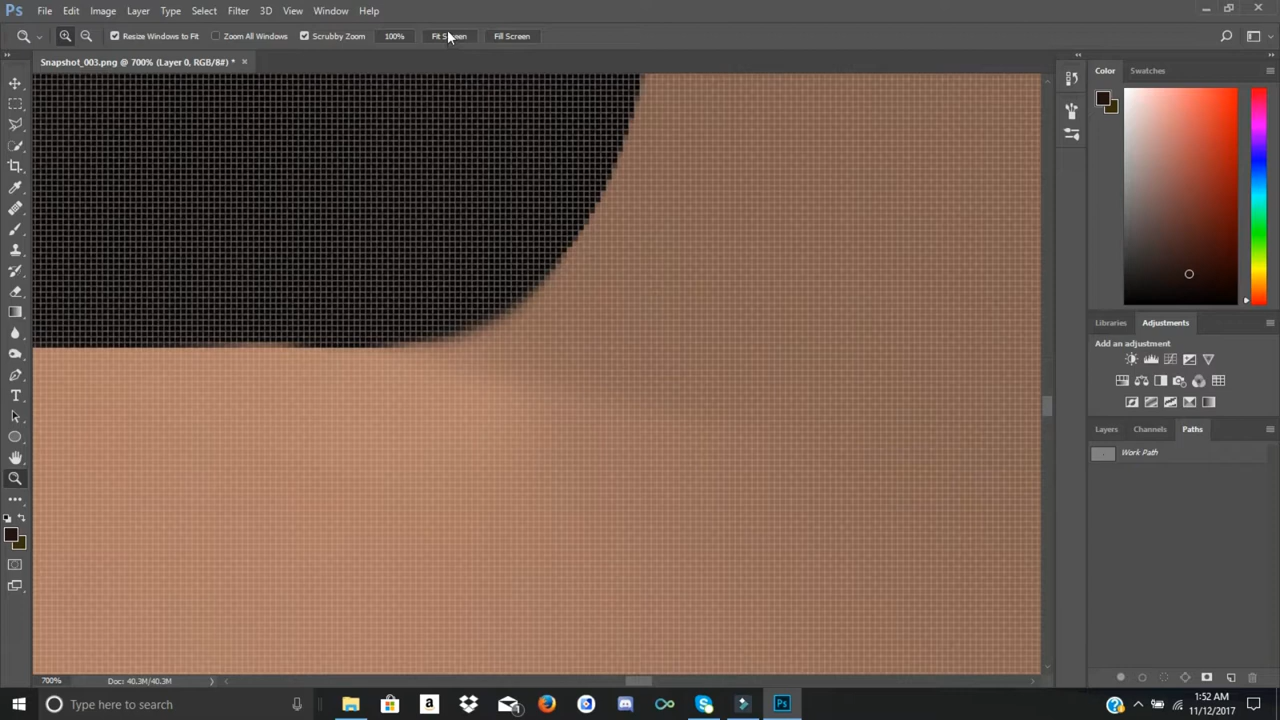 Ps File Edit Image Layer Type Select Filter 3D View Window Help
Resize Windows to Fit Zoom All Windows Scrubby Zoom 100% Fit Screen Fill Screen
Snapshot_003.png @ 700% (Layer 0, RGB/8#) *
Color Swatches
Libraries Adjustments
Add an adjustment
Layers Channels Paths
Work Path
700% Doc: 40.3M/40.3M
Type here to search
1:52 AM
11/12/2017